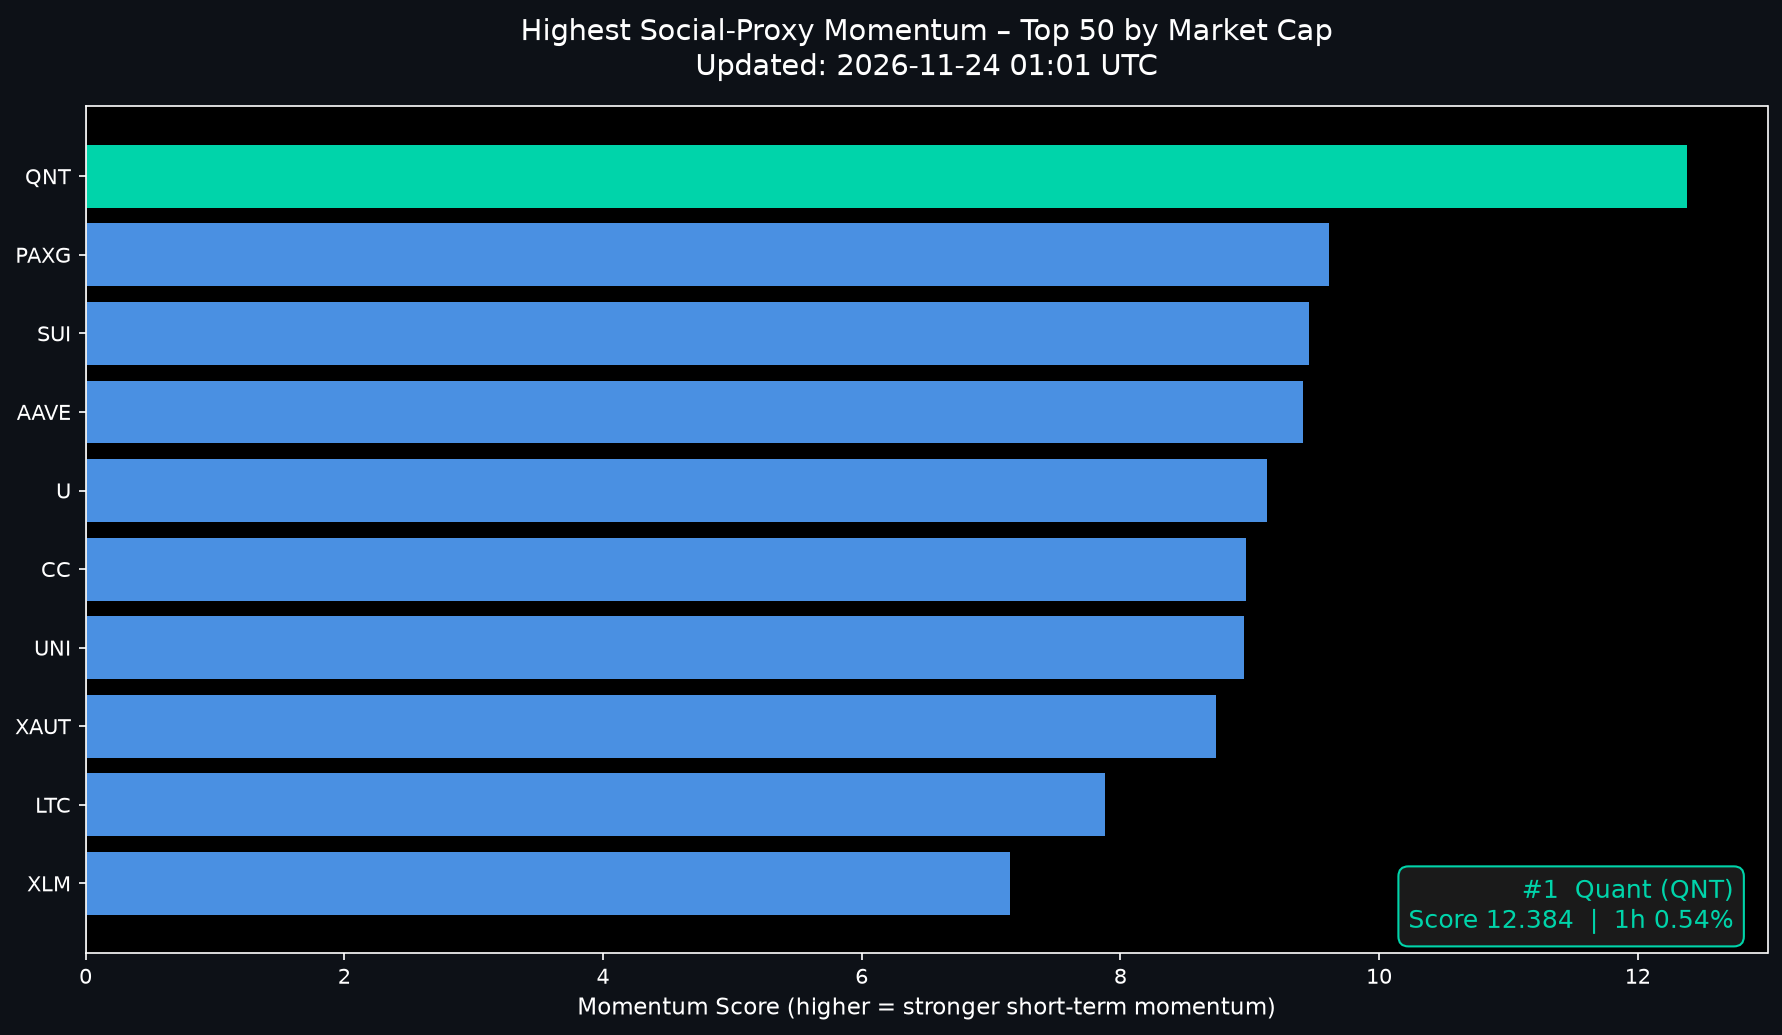 Highest Social-Proxy Momentum – Top 50 by Market Cap
Updated: 2026-11-24 01:01 UTC
QNT
PAXG
SUI
AAVE
U
CC
UNI
XAUT
LTC
XLM
#1  Quant (QNT)
Score 12.384  |  1h 0.54%
0 2 4 6 8 10 12
Momentum Score (higher = stronger short-term momentum)